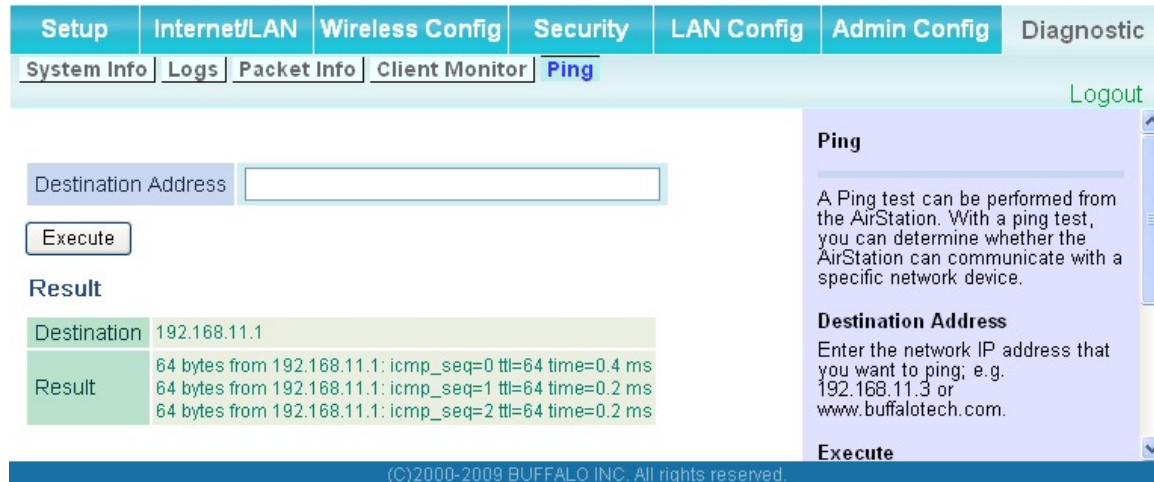 Setup Internet/LAN Wireless Config Security LAN Config Admin Config Diagnostic
System Info Logs Packet Info Client Monitor Ping
Logout
Destination Address
Execute
Result
Destination 192.168.11.1
Result
64 bytes from 192.168.11.1: icmp_seq=0 ttl=64 time=0.4 ms
64 bytes from 192.168.11.1: icmp_seq=1 ttl=64 time=0.2 ms
64 bytes from 192.168.11.1: icmp_seq=2 ttl=64 time=0.2 ms
Ping
A Ping test can be performed from
the AirStation. With a ping test,
you can determine whether the
AirStation can communicate with a
specific network device.
Destination Address
Enter the network IP address that
you want to ping; e.g.
192.168.11.3 or
www.buffalotech.com.
Execute
(C)2000-2009 BUFFALO INC. All rights reserved.